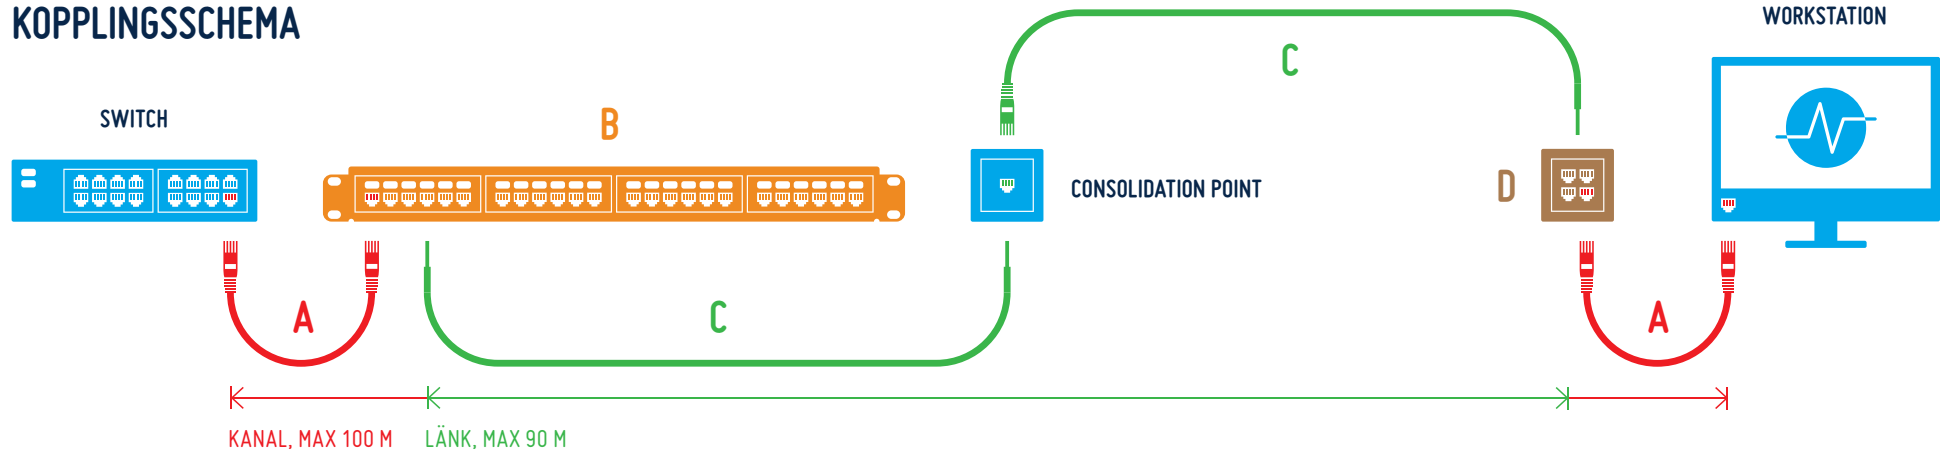 KOPPLINGSSCHEMA
WORKSTATION
SWITCH
B
C
CONSOLIDATION POINT
D
A
C
A
KANAL, MAX 100 M
LÄNK, MAX 90 M